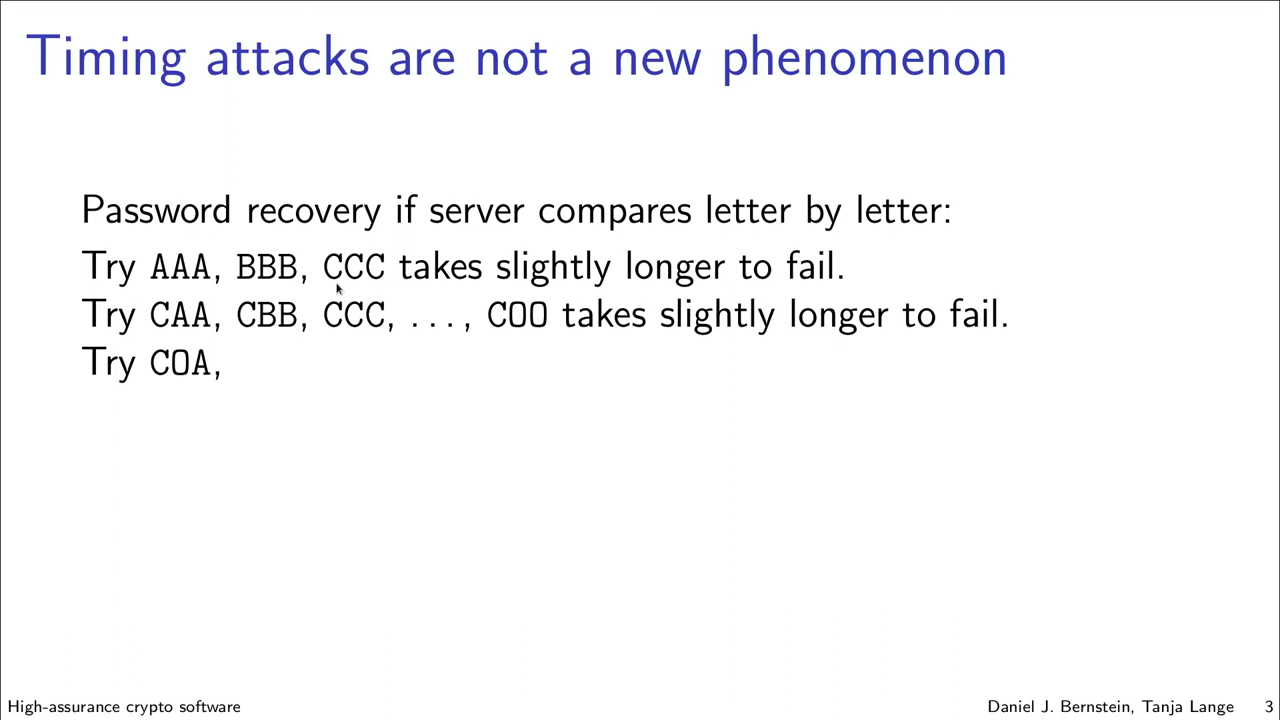 Timing attacks are not a new phenomenon
Password recovery if server compares letter by letter:
Try AAA, BBB, CCC takes slightly longer to fail.
Try CAA, CBB, CCC, ..., COO takes slightly longer to fail.
Try COA,
High-assurance crypto software
Daniel J. Bernstein, Tanja Lange 3